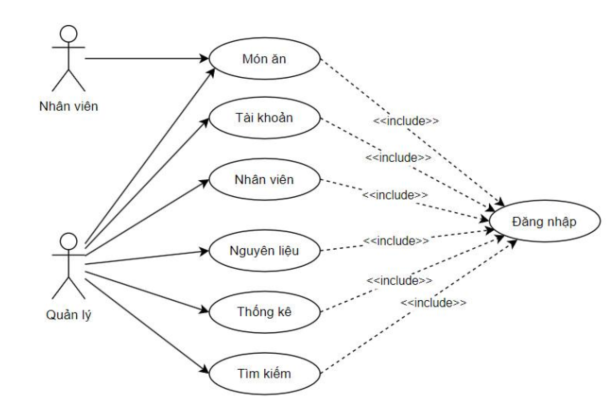 Món ăn
Nhân viên
Tài khoản
<<include>>
<<include>>
Nhân viên
<<include>>
Đăng nhập
Nguyên liệu
<<include>>
Quản lý
Thống kê
<<include>>
<<include>>
Tìm kiếm